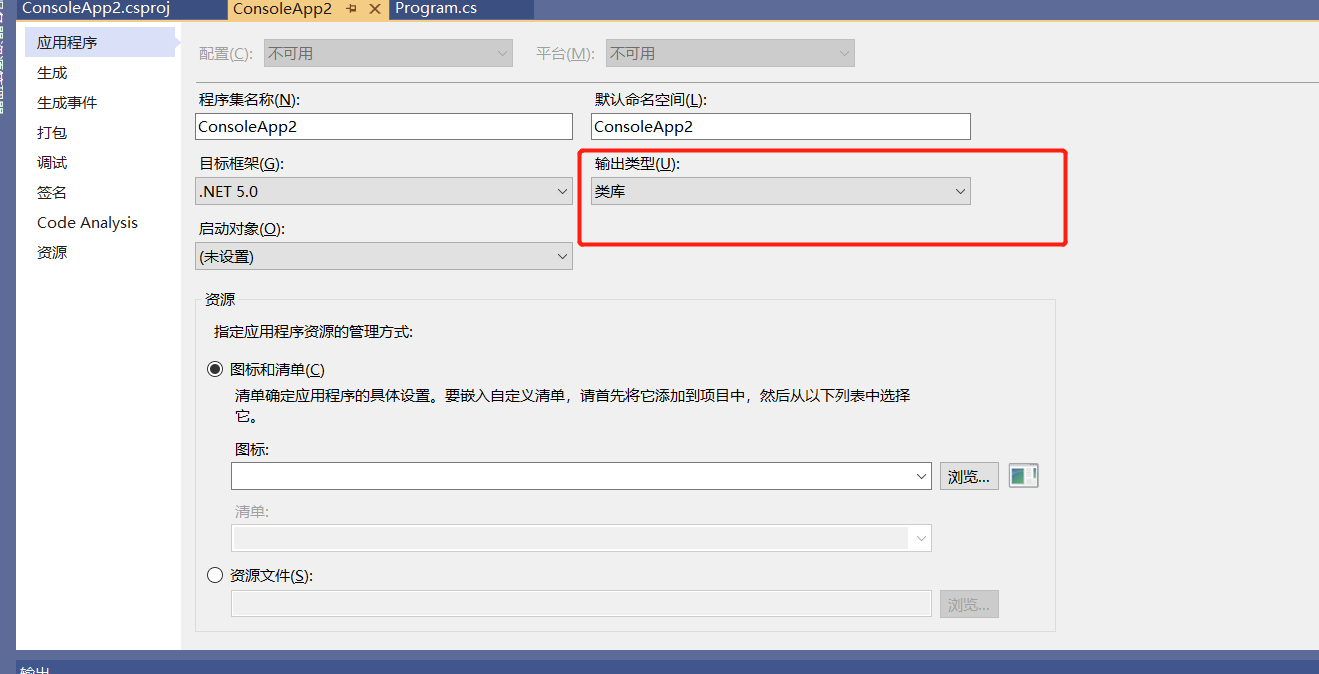 ConsoleApp2.csproj
ConsoleApp2
Program.cs
应用程序
生成
生成事件
打包
调试
签名
Code Analysis
资源
配置(C):
不可用
平台(M):
不可用
程序集名称(N):
默认命名空间(L):
ConsoleApp2
ConsoleApp2
目标框架(G):
输出类型(U):
.NET 5.0
类库
启动对象(O):
(未设置)
资源
指定应用程序资源的管理方式:
图标和清单(C)
清单确定应用程序的具体设置。要嵌入自定义清单，请首先将它添加到项目中，然后从以下列表中选择
它。
图标:
浏览...
清单:
资源文件(S):
浏览...
输出